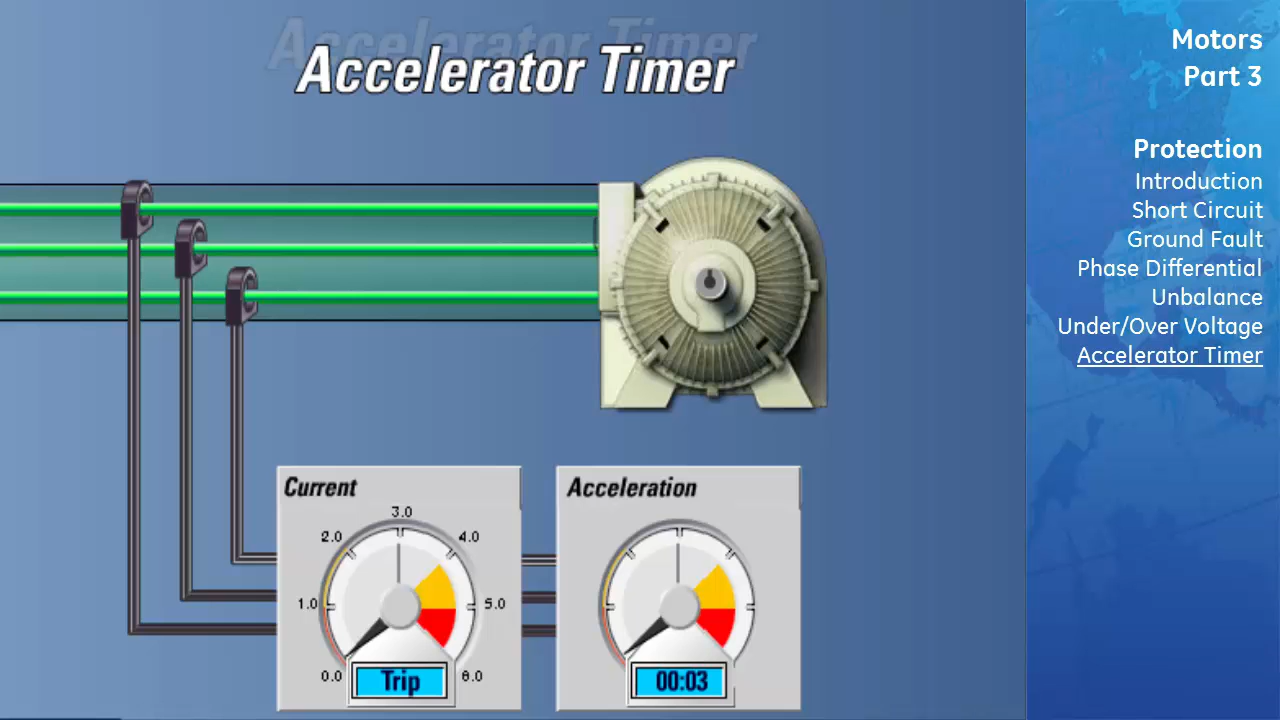 Accelerator Timer
Accelerator Timer
Current
3.0
2.0
4.0
1.0
5.0
0.0
6.0
Trip
Acceleration
00:03
Motors
Part 3
Protection
Introduction
Short Circuit
Ground Fault
Phase Differential
Unbalance
Under/Over Voltage
Accelerator Timer